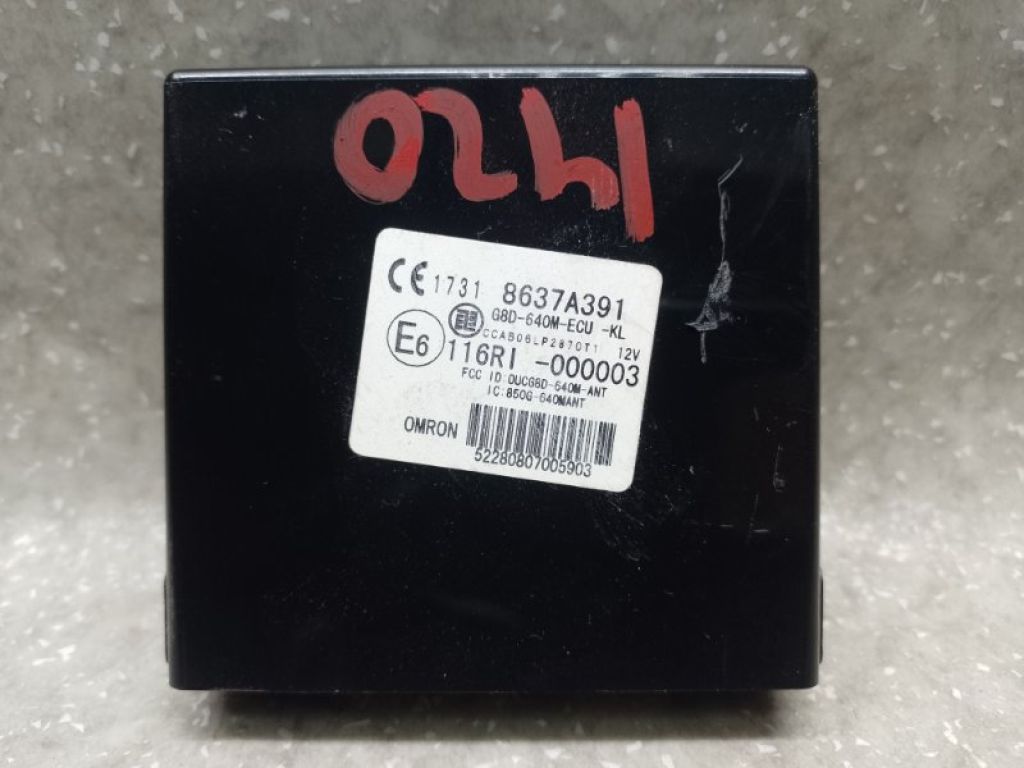 1420
CE 1731 8637A391
G8D-640M-ECU -KL
CCAB06LP2870T1 12V
E6 116RI -000003
FCC ID:OUCG8D-640M-ANT
IC:850G-640MANT
OMRON
52280807005903